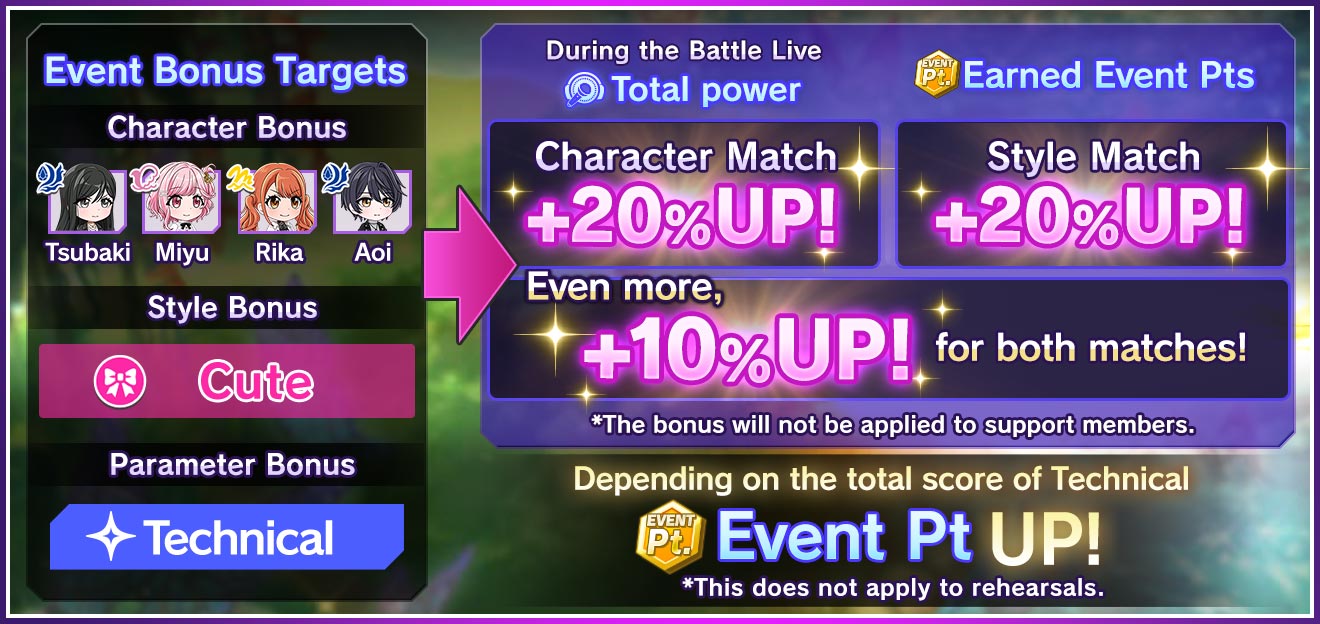 Event Bonus Targets
Character Bonus
Tsubaki
Miyu
Rika
Aoi
Style Bonus
Cute
Parameter Bonus
Technical
During the Battle Live
Total power
EVENT
Pt.
Earned Event Pts
Character Match
+20%UP!
Style Match
+20%UP!
Even more,
+10%UP! for both matches!
*The bonus will not be applied to support members.
Depending on the total score of Technical
EVENT
Pt.
Event Pt UP!
*This does not apply to rehearsals.